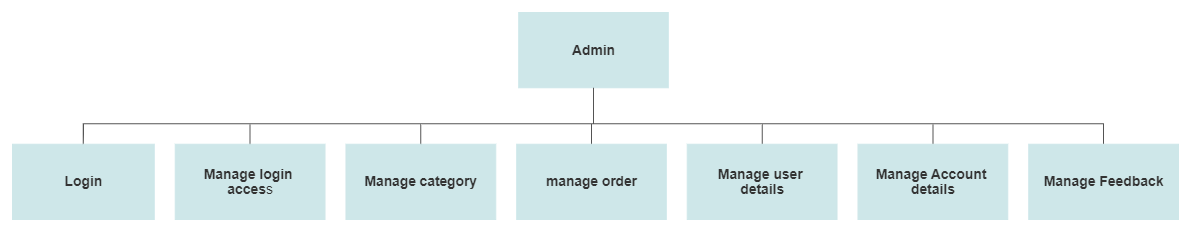 Admin
Login
Manage login
access
Manage category
manage order
Manage user
details
Manage Account
details
Manage Feedback